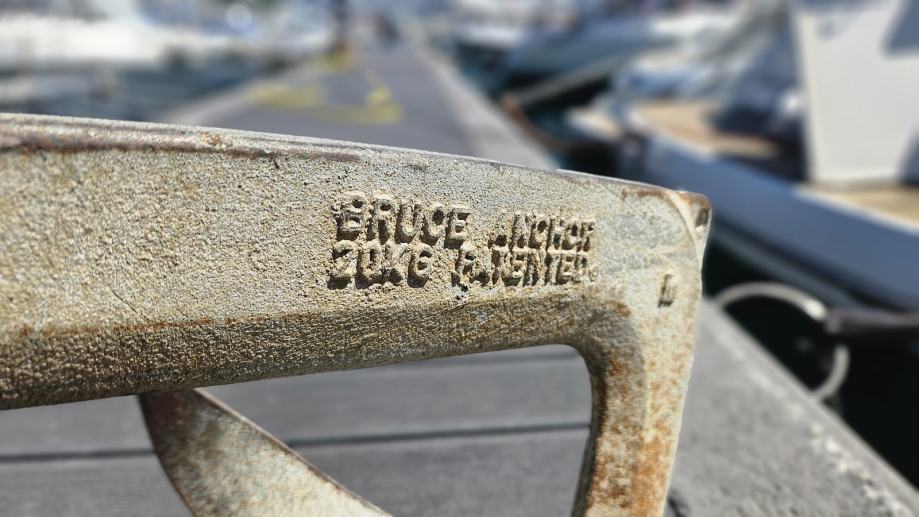 BRUCE ANCHOR
20KG PATENTED